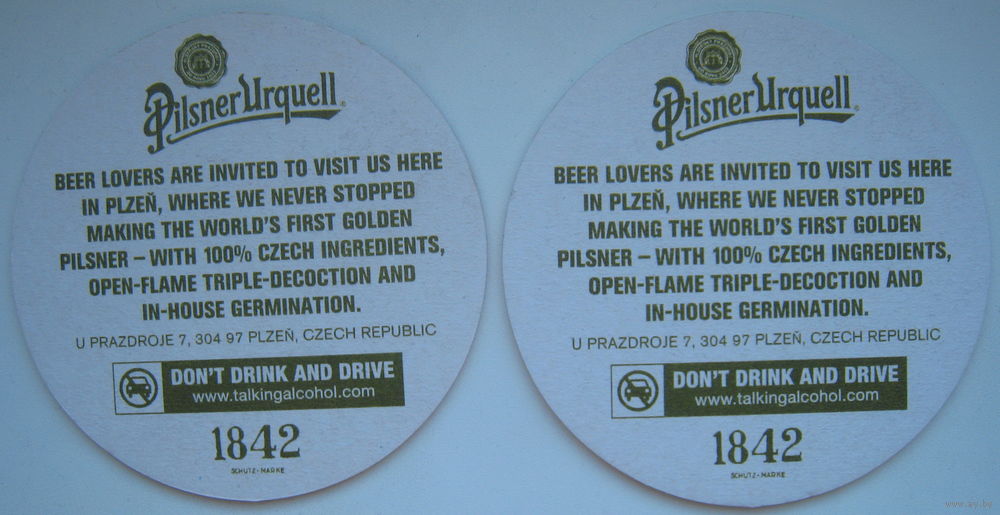 Pilsner Urquell
BEER LOVERS ARE INVITED TO VISIT US HERE
IN PLZEŇ, WHERE WE NEVER STOPPED
MAKING THE WORLD'S FIRST GOLDEN
PILSNER – WITH 100% CZECH INGREDIENTS,
OPEN-FLAME TRIPLE-DECOCTION AND
IN-HOUSE GERMINATION.
U PRAZDROJE 7, 304 97 PLZEŇ, CZECH REPUBLIC
DON'T DRINK AND DRIVE
www.talkingalcohol.com
1842
SCHUTZ-MARKE
Pilsner Urquell
BEER LOVERS ARE INVITED TO VISIT US HERE
IN PLZEŇ, WHERE WE NEVER STOPPED
MAKING THE WORLD'S FIRST GOLDEN
PILSNER – WITH 100% CZECH INGREDIENTS,
OPEN-FLAME TRIPLE-DECOCTION AND
IN-HOUSE GERMINATION.
U PRAZDROJE 7, 304 97 PLZEŇ, CZECH REPUBLIC
DON'T DRINK AND DRIVE
www.talkingalcohol.com
1842
SCHUTZ-MARKE
www.ay.by